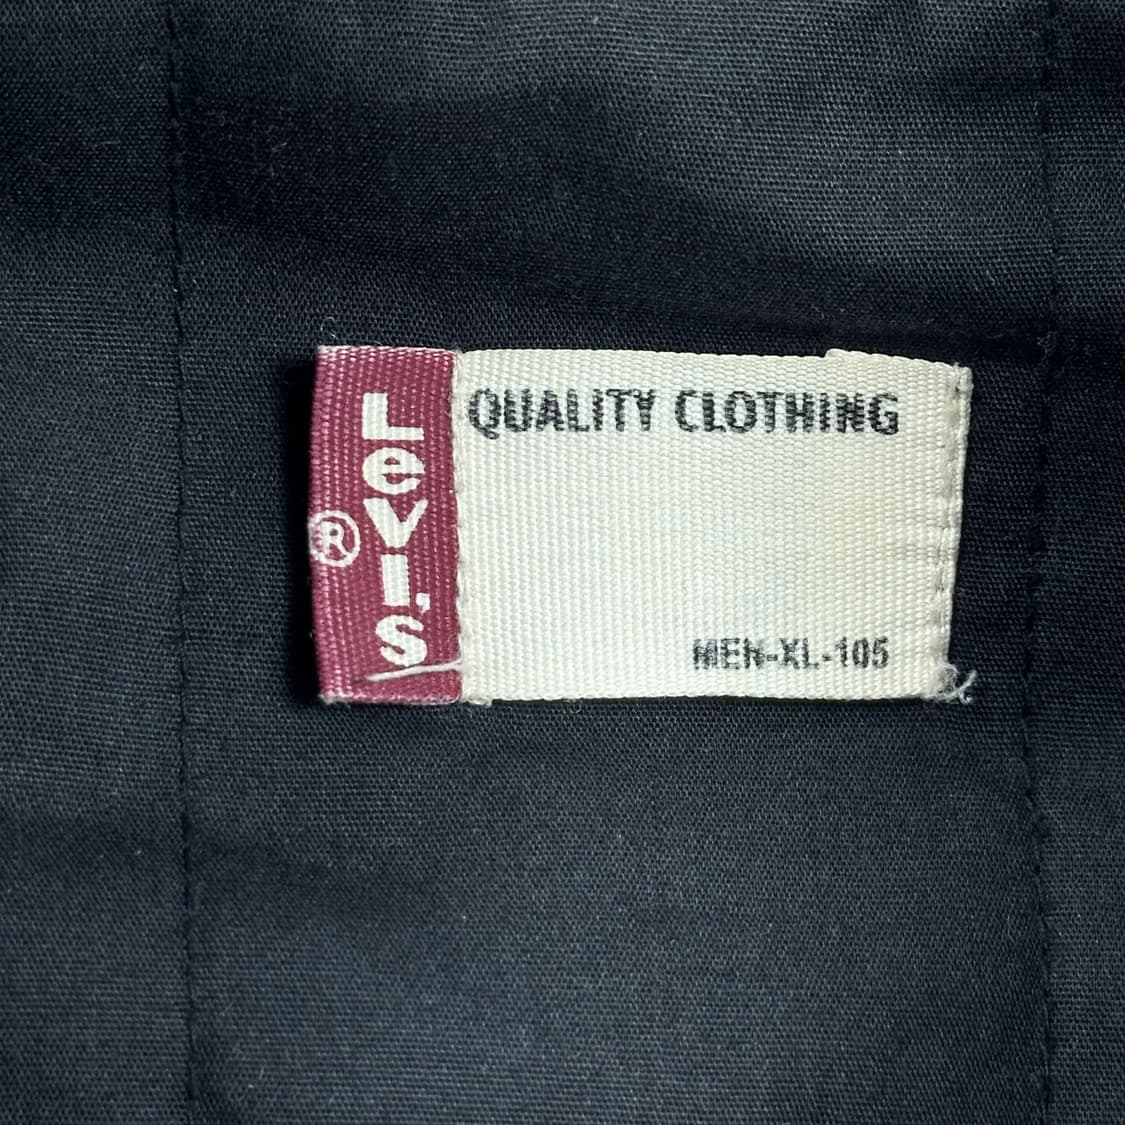 LEVI'S
®
QUALITY CLOTHING
MEN-XL-105